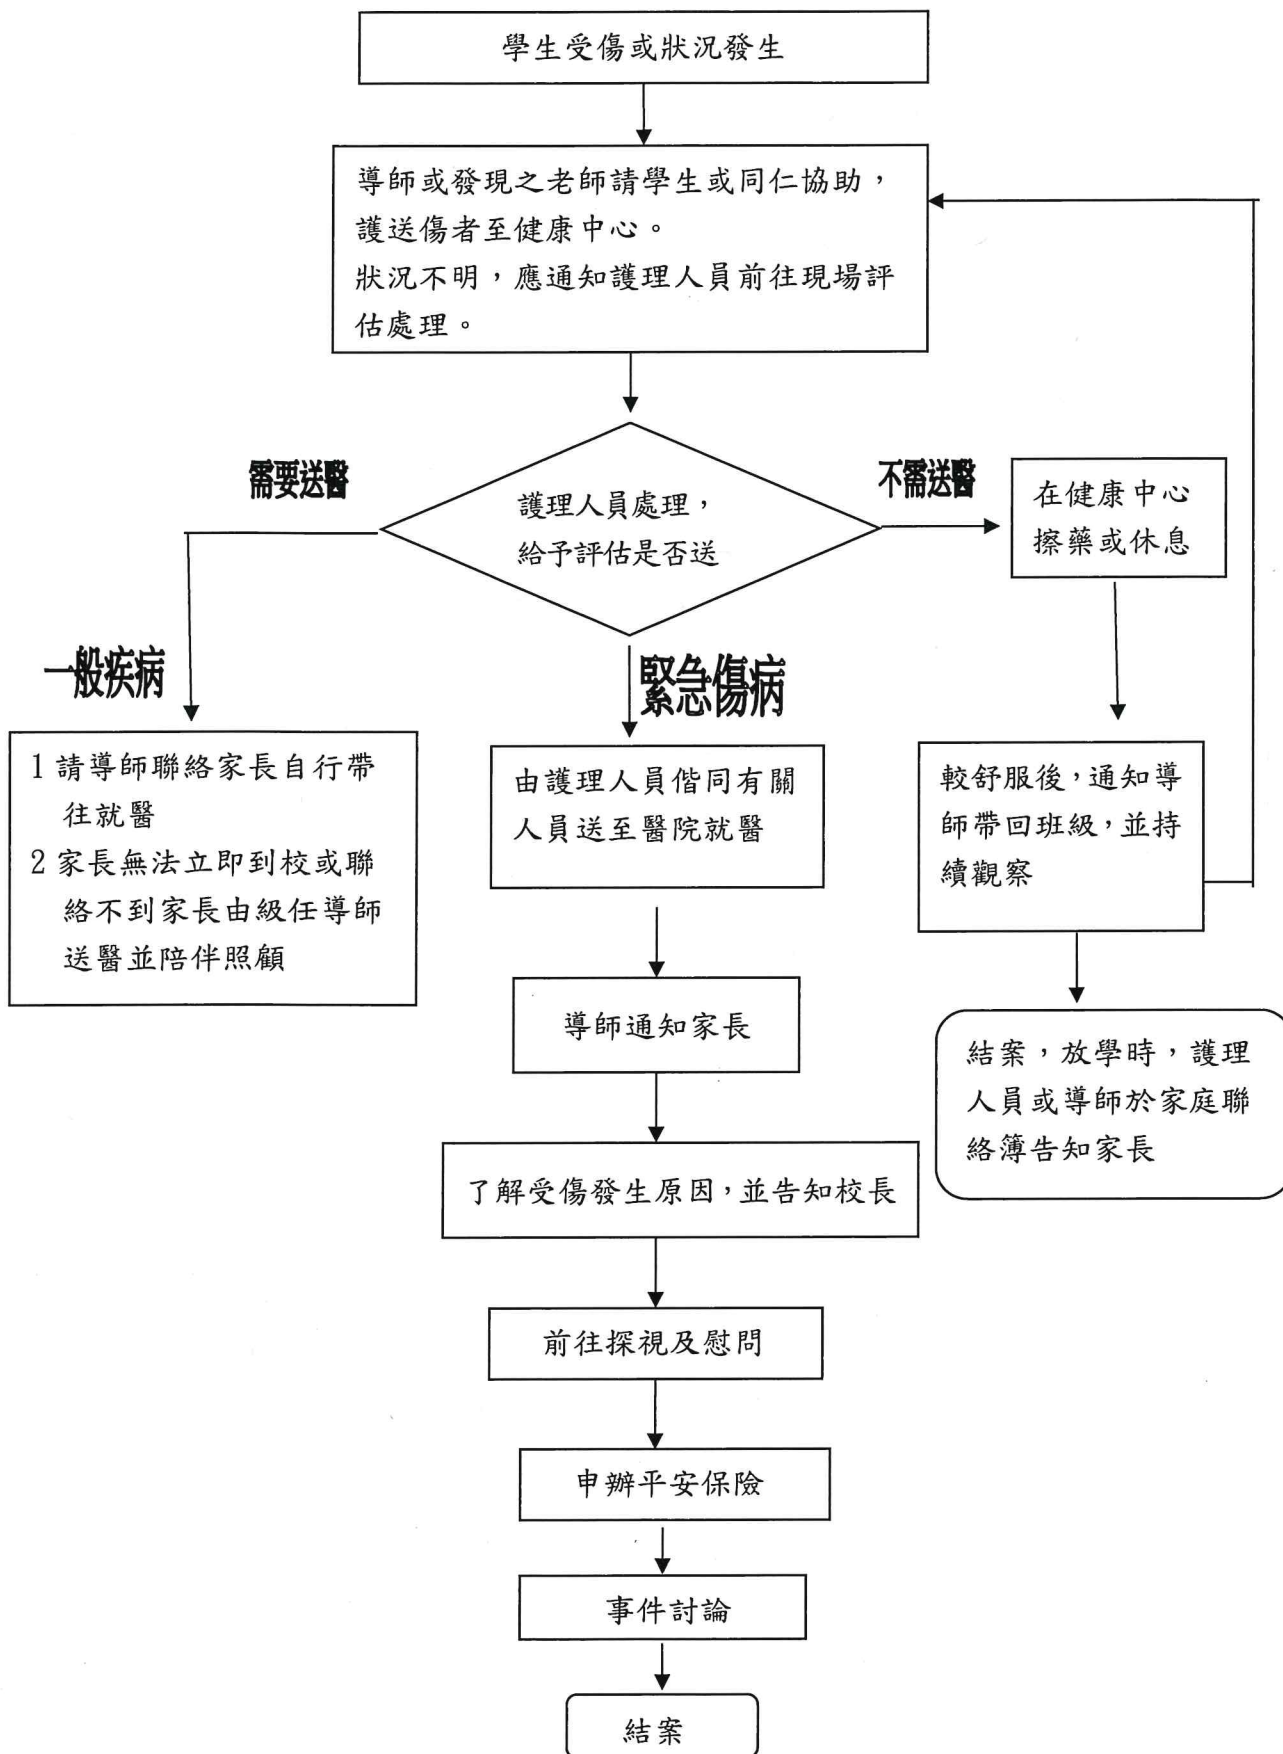 學生受傷或狀況發生
導師或發現之老師請學生或同仁協助，
護送傷者至健康中心。
狀況不明，應通知護理人員前往現場評
估處理。
需要送醫
護理人員處理，
給予評估是否送
不需送醫
在健康中心
擦藥或休息
一般疾病
緊急傷病
1 請導師聯絡家長自行帶
往就醫
2 家長無法立即到校或聯
絡不到家長由級任導師
送醫並陪伴照顧
由護理人員偕同有關
人員送至醫院就醫
較舒服後，通知導
師帶回班級，並持
續觀察
導師通知家長
結案，放學時，護理
人員或導師於家庭聯
絡簿告知家長
了解受傷發生原因，並告知校長
前往探視及慰問
申辦平安保險
事件討論
結案